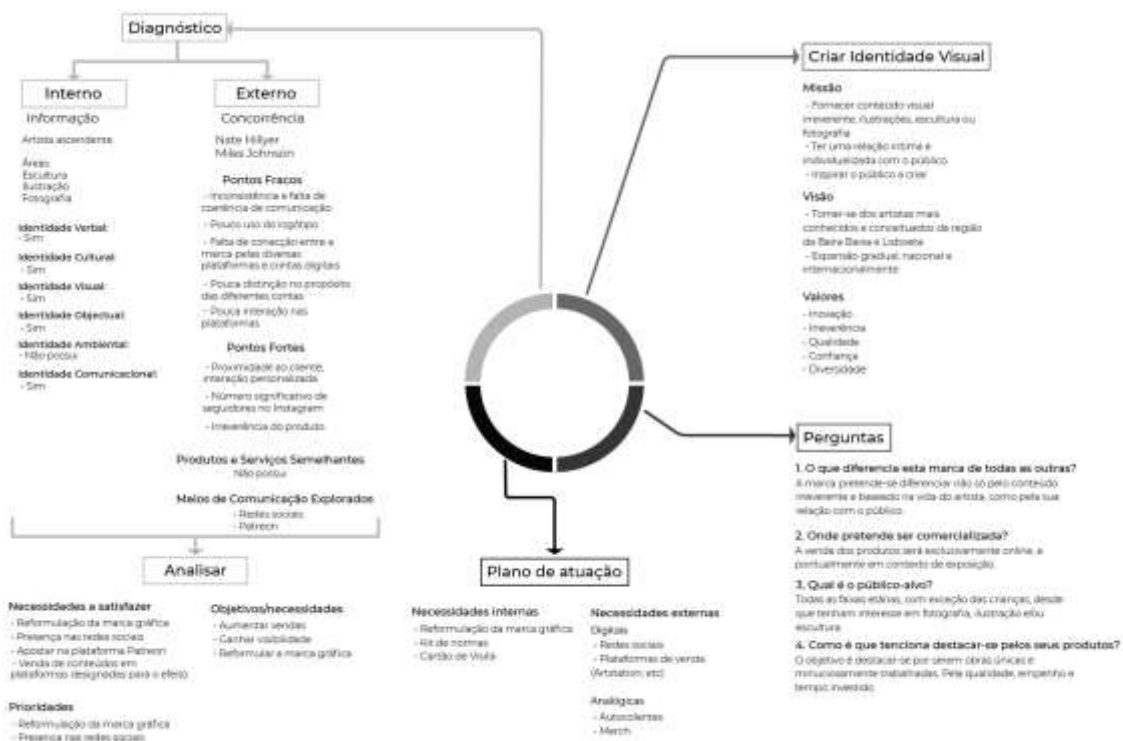 Diagnóstico
Interno
Informação
Artista ascendente
Áreas:
Escultura
Ilustração
Fotografia
Identidade Verbal:
- Sim
Identidade Cultural:
- Sim
Identidade Visual:
- Sim
Identidade Objectual:
- Sim
Identidade Ambiental:
- Não possui
Identidade Comunicacional:
- Sim
Externo
Concorrência
Nate Hillyer
Miles Johnston
Pontos Fracos
- Inconsistência e falta de
coerência de comunicação
- Pouco uso do logótipo
- Falta de conecção entre a
marca pelas diversas
plataformas e contas digitais
- Pouca distinção no propósito
das diferentes contas
- Pouca interação nas
plataformas
Pontos Fortes
- Proximidade ao cliente,
interação personalizada
- Número significativo de
seguidores no Instagram
- Irreverência do produto
Produtos e Serviços Semelhantes
Não possui
Meios de Comunicação Explorados
- Redes sociais
- Patreon
Analisar
Necessidades a satisfazer
- Reformulação da marca gráfica
- Presença nas redes sociais
- Apostar na plataforma Patreon
- Venda de conteúdos em
plataformas designadas para o efeito
Prioridades
- Reformulação da marca gráfica
- Presença nas redes sociais
Objetivos/necessidades
- Aumentar vendas
- Ganhar visibilidade
- Reformular a marca gráfica
Plano de atuação
Necessidades internas
- Reformulação da marca gráfica
- Kit de normas
- Cartão de Visita
Necessidades externas
Digitais
- Redes sociais
- Plataformas de venda
(Artstation, etc)
Analógicas
- Autocolantes
- Merch
Criar Identidade Visual
Missão
- Fornecer conteúdo visual
irreverente, ilustrações, escultura ou
fotografia
- Ter uma relação intima e
individualizada com o público
- Inspirar o público a criar
Visão
- Tornar-se dos artistas mais
conhecidos e conceituados da região
da Beira Baixa e Lisboeta
- Expansão gradual, nacional e
internacionalmente
Valores
- Inovação
- Irreverência
- Qualidade
- Confiança
- Diversidade
Perguntas
1. O que diferencia esta marca de todas as outras?
A marca pretende-se diferenciar não só pelo conteúdo
irreverente e baseado na vida do artista, como pela sua
relação com o público.
2. Onde pretende ser comercializada?
A venda dos produtos será exclusivamente online, e
pontualmente em contexto de exposição.
3. Qual é o público-alvo?
Todas as faixas etárias, com exceção das crianças, desde
que tenham interesse em fotografia, ilustração e/ou
escultura
4. Como é que tenciona destacar-se pelos seus produtos?
O objetivo é destacar-se por serem obras únicas e
minuciosamente trabalhadas. Pela qualidade, empenho e
tempo investido.